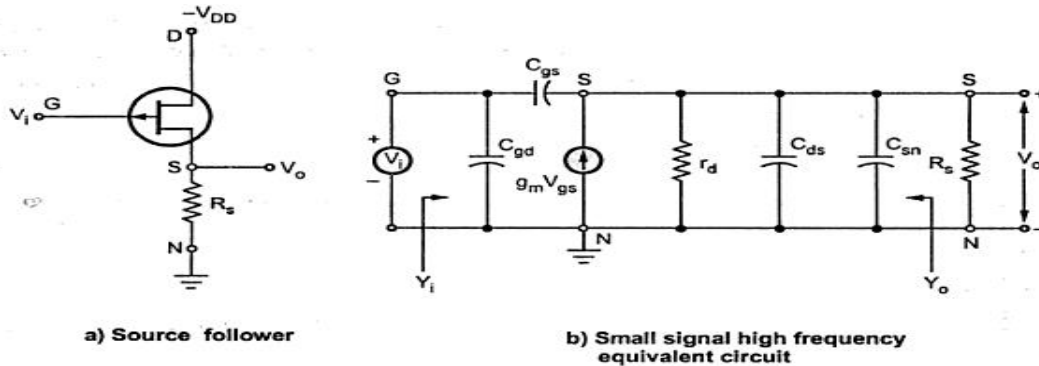 –V_DD
D
G
V_i
S
V_o
R_s
N
a) Source follower
C_gs
G
S
S
+
+
V_i
–
C_gd
g_mV_gs
r_d
C_ds
C_sn
R_s
V_o
N
N
–
Y_i
Y_o
b) Small signal high frequency
equivalent circuit